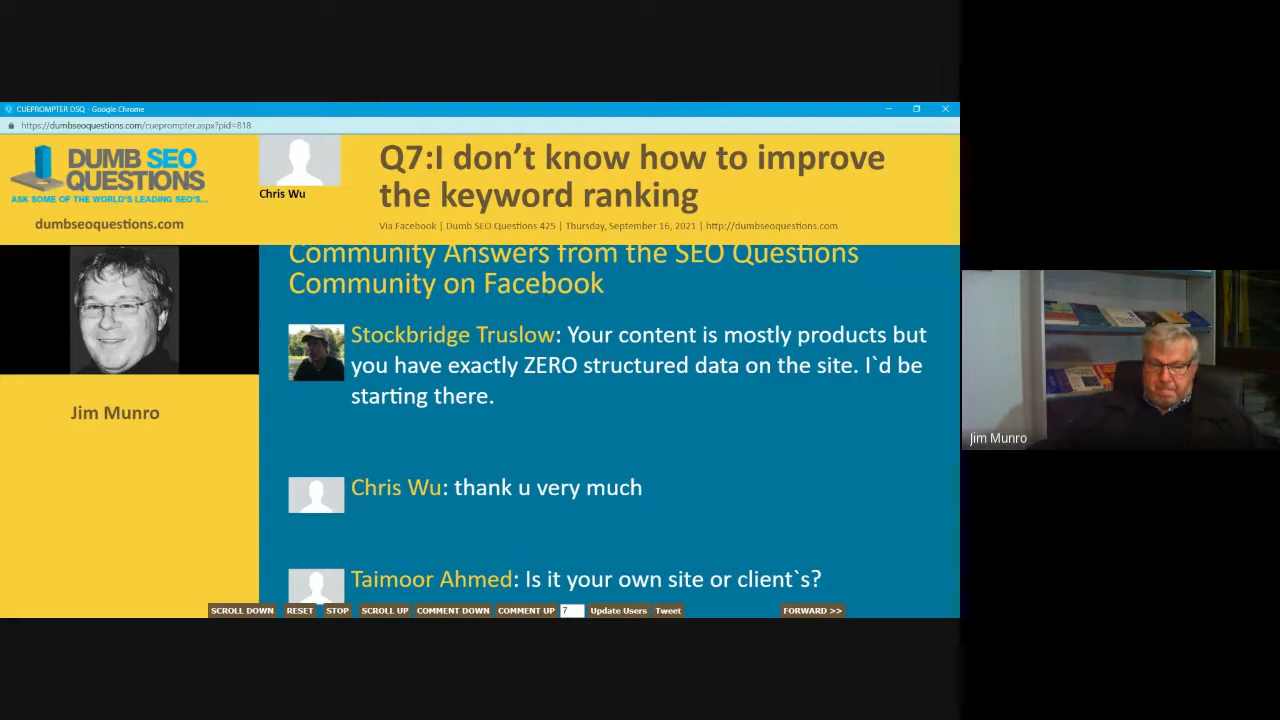 CUEPROMPTER DSQ - Google Chrome
https://dumbseoquestions.com/cueprompter.aspx?pid=818
DUMB SEO
QUESTIONS
ASK SOME OF THE WORLD'S LEADING SEO'S...
dumbseoquestions.com
Chris Wu
Q7:I don't know how to improve
the keyword ranking
Via Facebook | Dumb SEO Questions 425 | Thursday, September 16, 2021 | http://dumbseoquestions.com
Jim Munro
Community Answers from the SEO Questions
Community on Facebook
Stockbridge Truslow: Your content is mostly products but
you have exactly ZERO structured data on the site. I`d be
starting there.
Chris Wu: thank u very much
Taimoor Ahmed: Is it your own site or client`s?
SCROLL DOWN RESET STOP SCROLL UP COMMENT DOWN COMMENT UP 7 Update Users Tweet FORWARD >>
Jim Munro